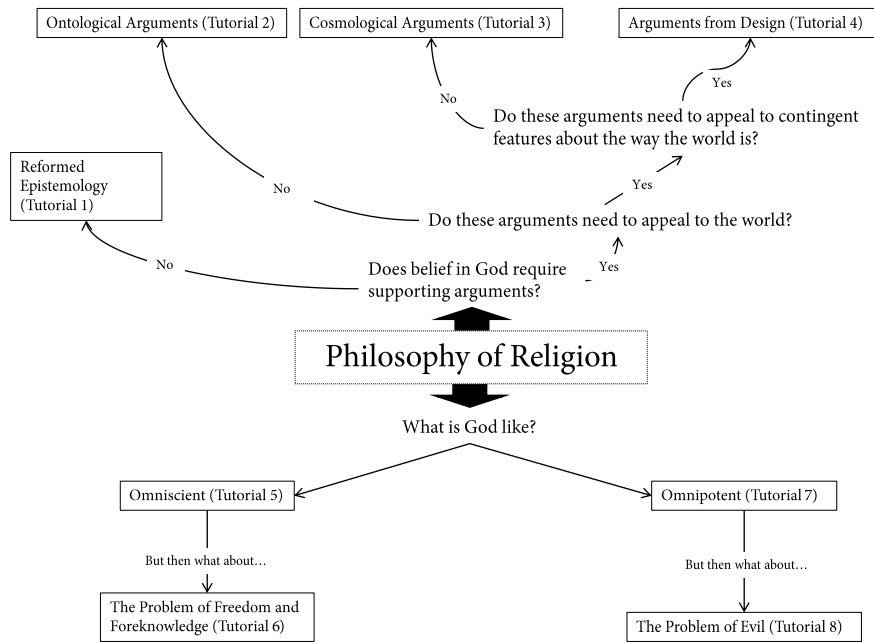 Ontological Arguments (Tutorial 2)
Cosmological Arguments (Tutorial 3)
Arguments from Design (Tutorial 4)
Yes
No
Do these arguments need to appeal to contingent
features about the way the world is?
Reformed
Epistemology
(Tutorial 1)
No
Yes
Do these arguments need to appeal to the world?
No
Does belief in God require
supporting arguments?
Yes
Philosophy of Religion
What is God like?
Omniscient (Tutorial 5)
Omnipotent (Tutorial 7)
But then what about…
But then what about…
The Problem of Freedom and
Foreknowledge (Tutorial 6)
The Problem of Evil (Tutorial 8)